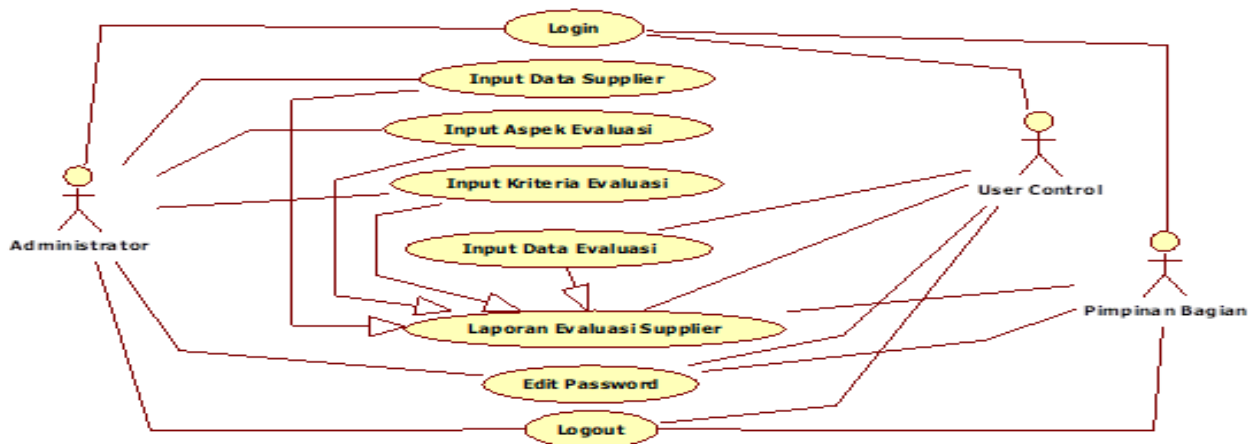 Login
Input Data Supplier
Input Aspek Evaluasi
Input Kriteria Evaluasi
User Control
Administrator
Input Data Evaluasi
Pimpinan Bagian
Laporan Evaluasi Supplier
Edit Password
Logout